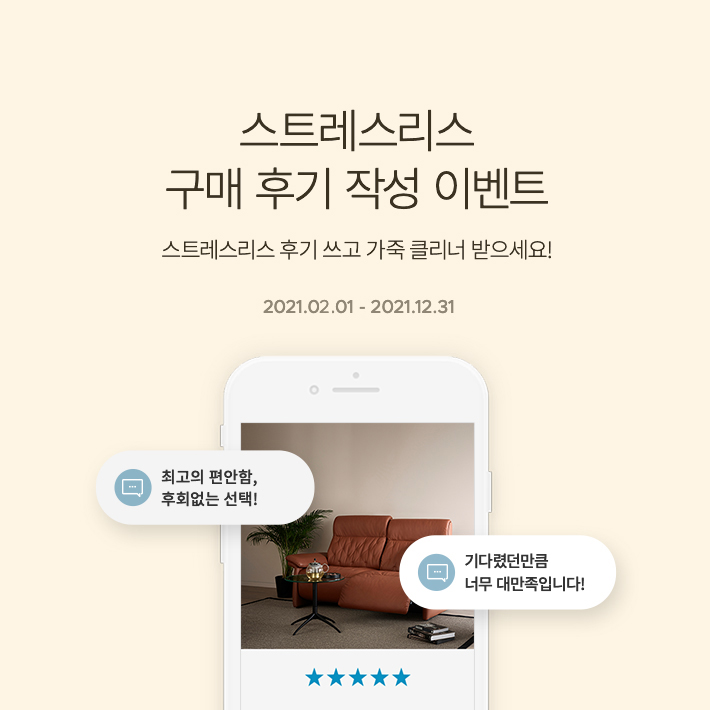 스트레스리스
구매 후기 작성 이벤트
스트레스리스 후기 쓰고 가죽 클리너 받으세요!
2021.02.01 - 2021.12.31
최고의 편안함,
후회없는 선택!
기다렸던만큼
너무 대만족입니다!